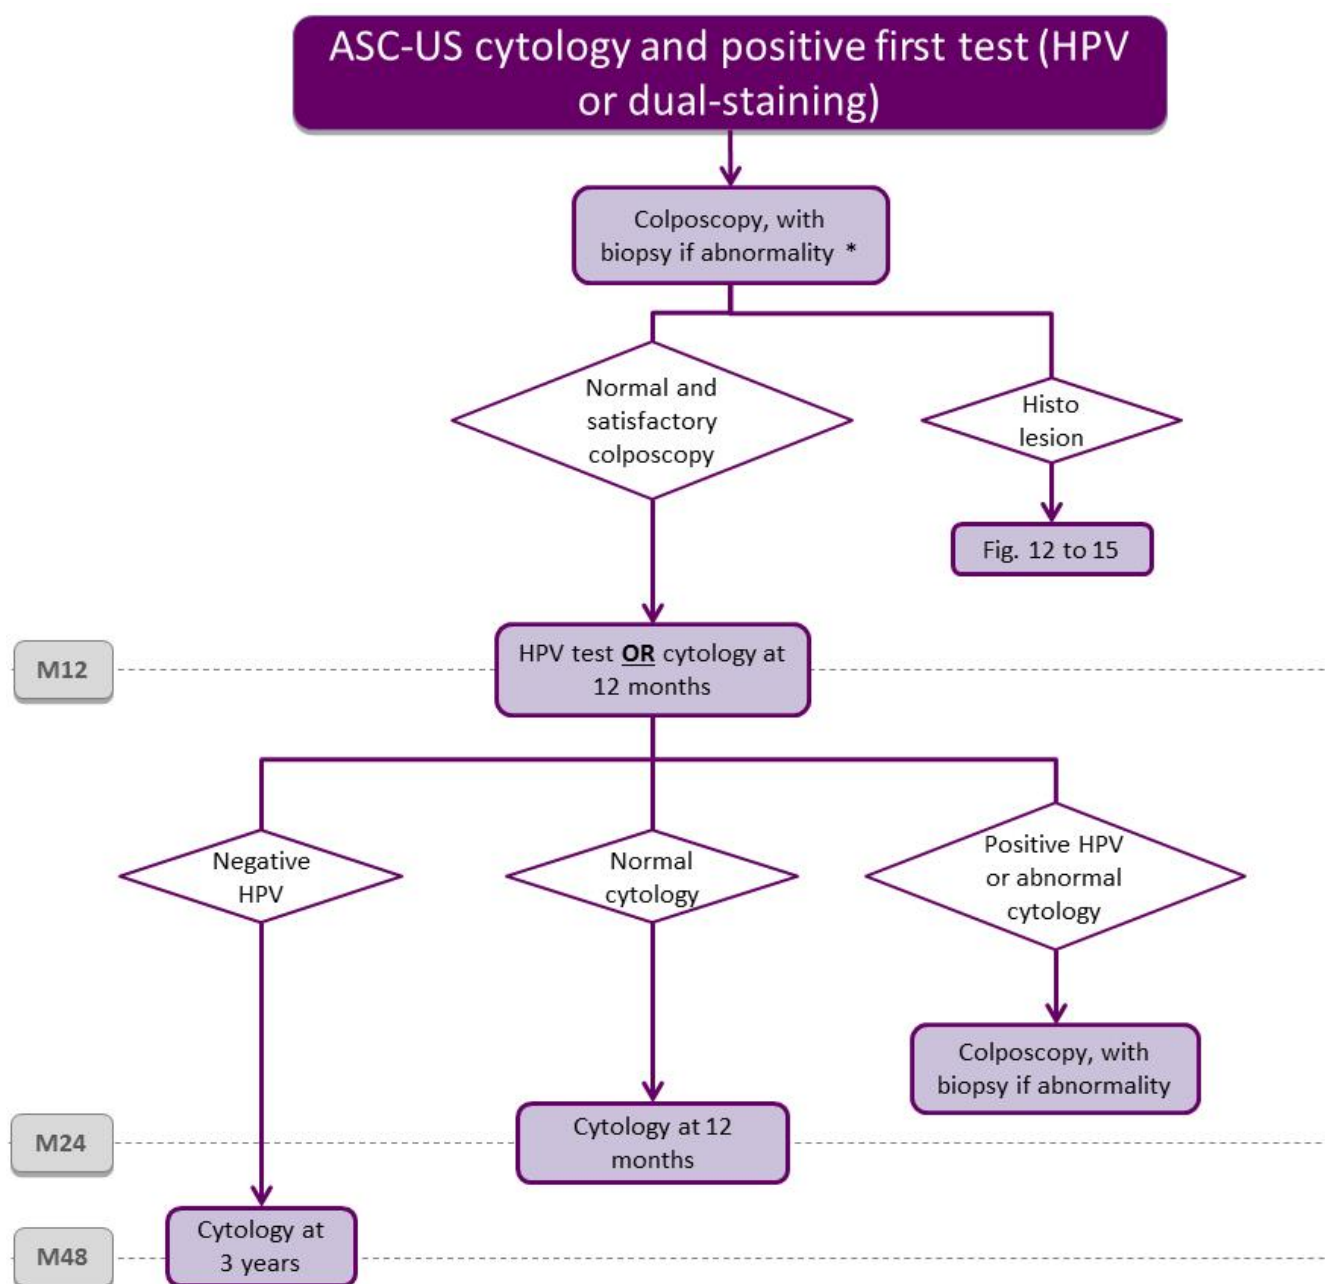 ASC-US cytology and positive first test (HPV
or dual-staining)
Colposcopy, with
biopsy if abnormality *
Normal and
satisfactory
colposcopy
Histo
lesion
Fig. 12 to 15
M12
HPV test OR cytology at
12 months
Negative
HPV
Normal
cytology
Positive HPV
or abnormal
cytology
Colposcopy, with
biopsy if abnormality
M24
Cytology at 12
months
M48
Cytology at
3 years